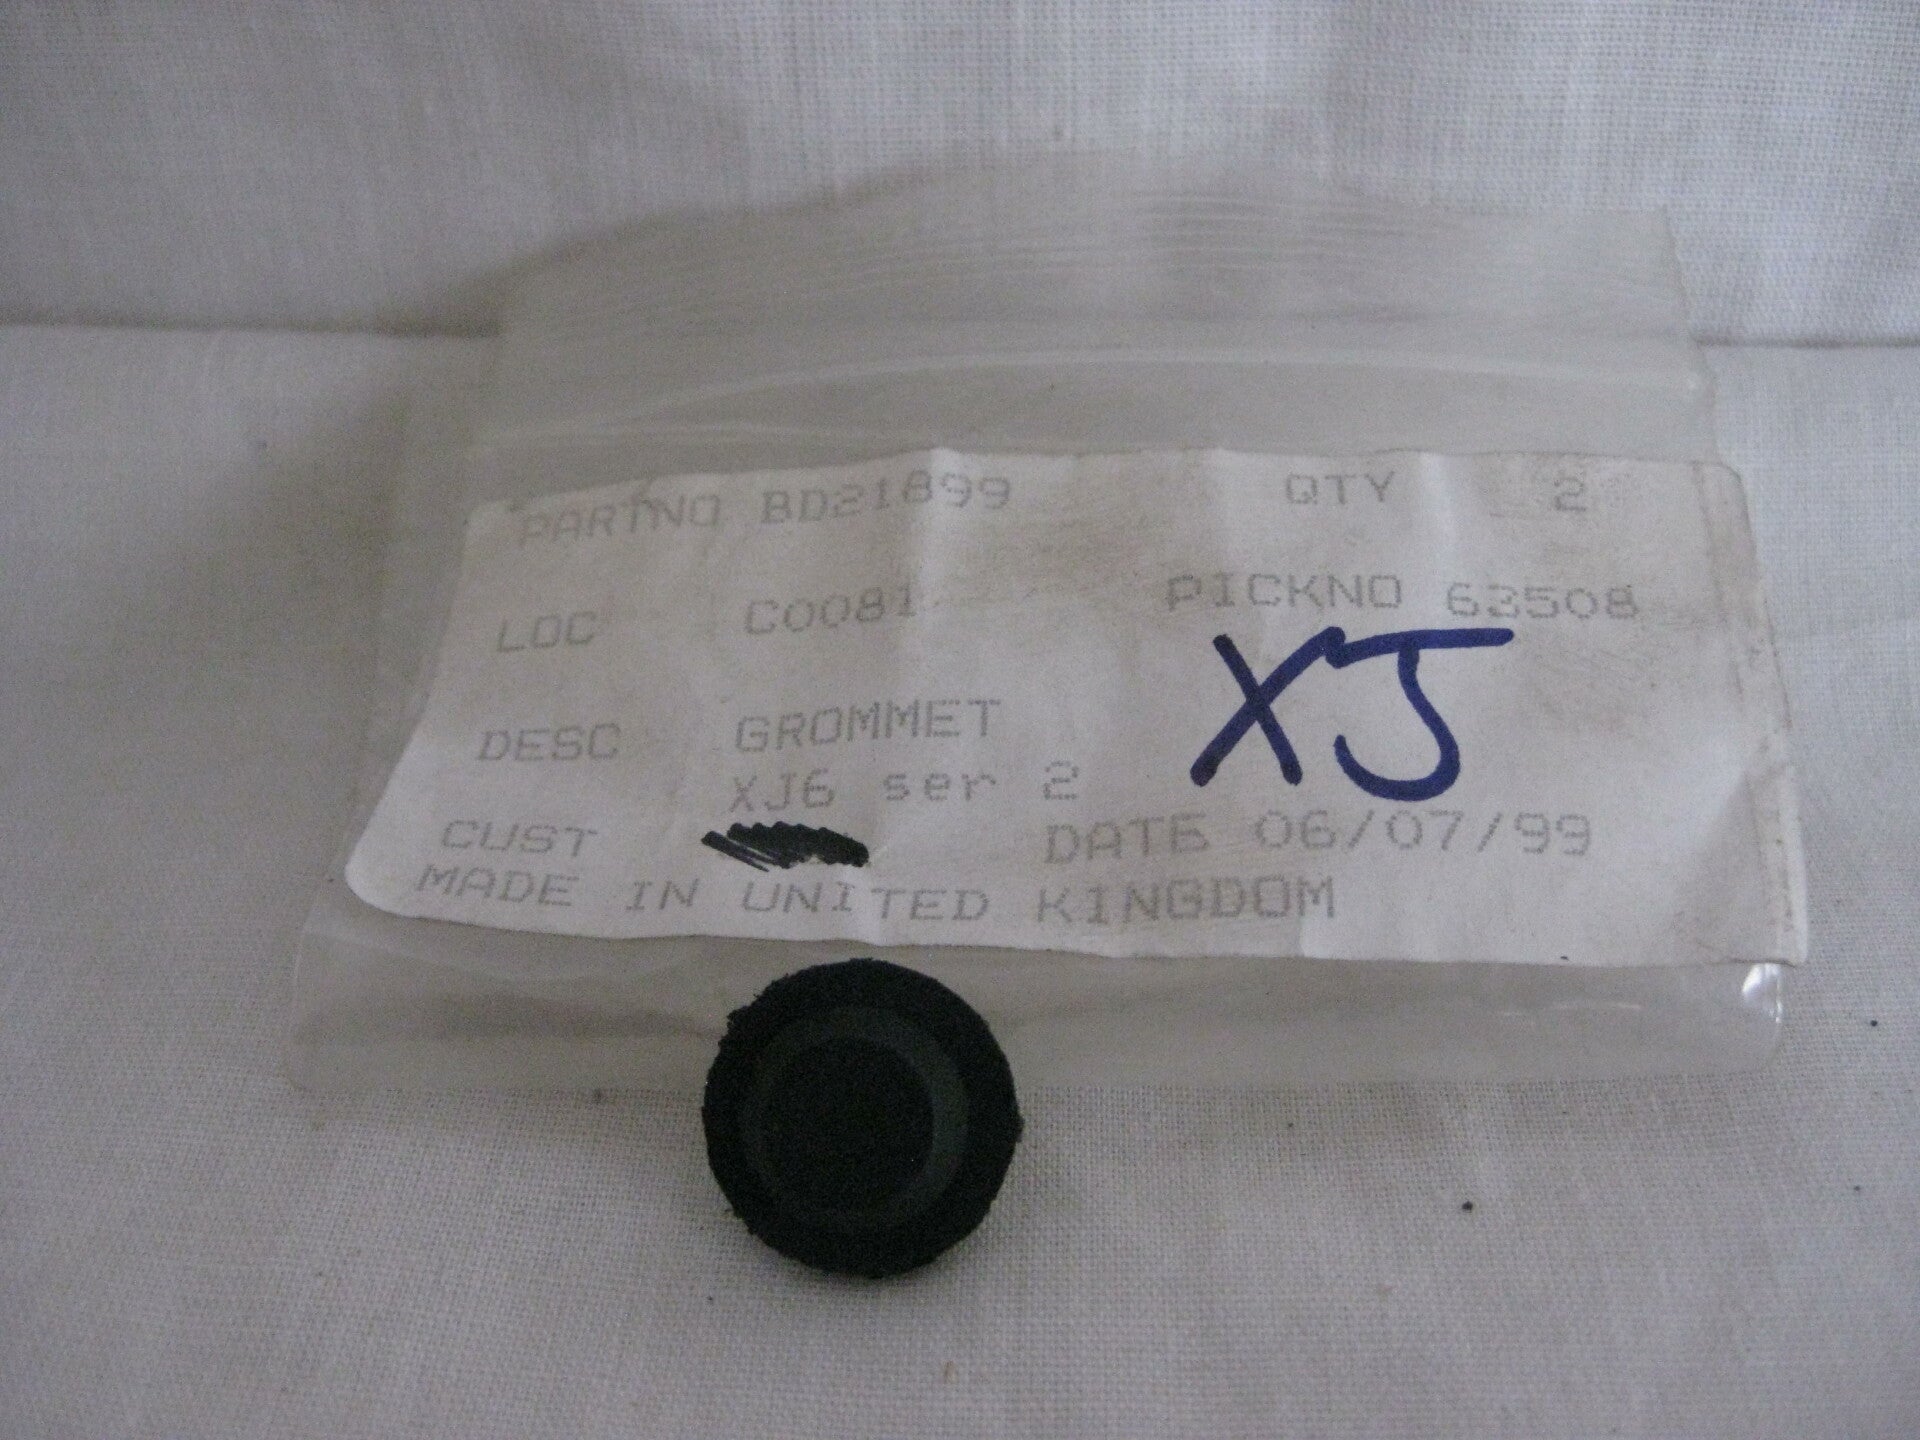 PARTNO BD21899 QTY 2
LOC C0081 PICKNO 63508
XJ
DESC GROMMET
XJ6 ser 2
CUST DATE 06/07/99
MADE IN UNITED KINGDOM